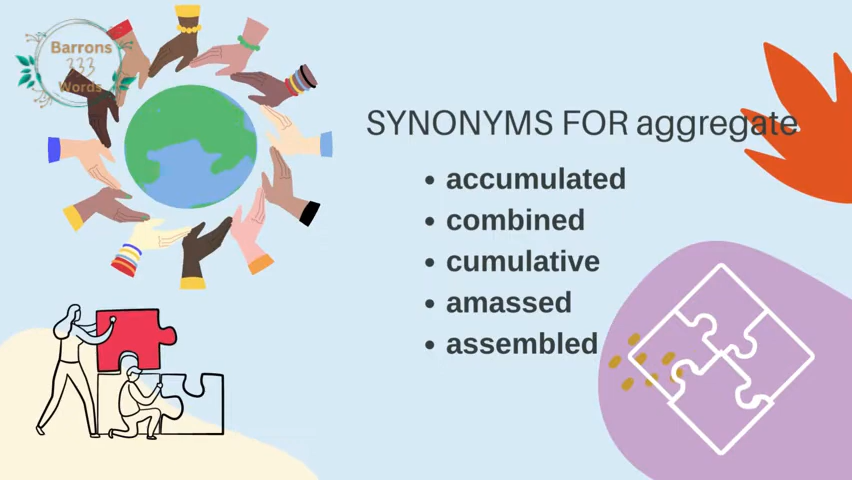 Barrons
333
Words
SYNONYMS FOR aggregate
• accumulated
• combined
• cumulative
• amassed
• assembled